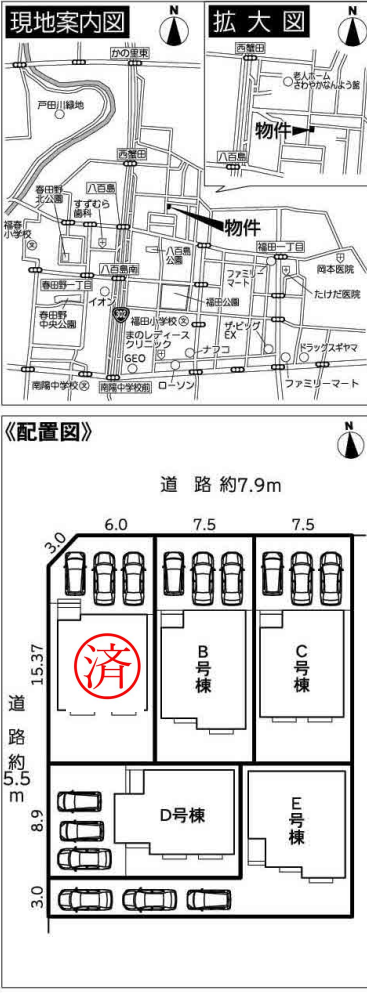 現地案内図
N
かの里東
戸田川緑地
西蟹田
春田野
北公園
すずむら
歯科
八百島
福春
小学校
物件
八百島
公園
福田一丁目
八百島南
ファミリー
マート
岡本医院
春田野一丁目
イオン
福田公園
たけだ医院
春田野
中央公園
302
福田小学校
まのレディース
クリニック
ザ・ビッグ
EX
ナフコ
ドラッグスギヤマ
GEO
南陽中学校
南陽中学校前
ローソン
ファミリーマート
拡大図
N
西蟹田
老人ホーム
さわやかなんよう館
物件
八百島
《配置図》
N
道路 約7.9m
3.0
6.0
7.5
7.5
15.37
済
B号棟
C号棟
道路約5.5m
8.9
D号棟
E号棟
3.0